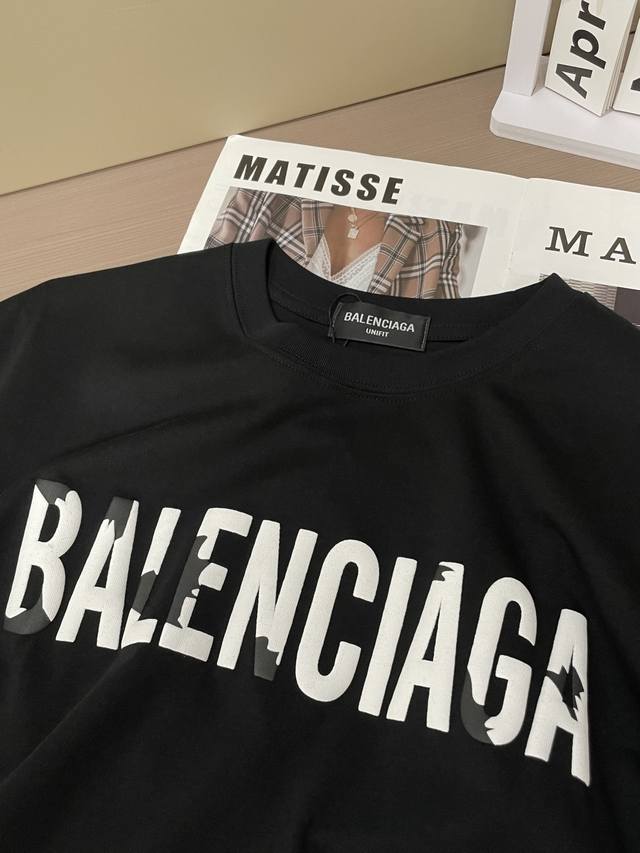 Apr
MATISSE
MA
BALENCIAGA
UNIFIT
BALENCIAGA